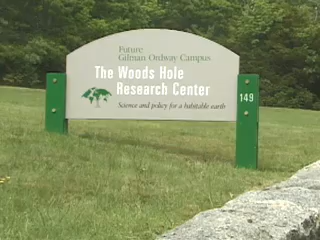 Future
Gilman Ordway Campus
The Woods Hole
Research Center
Science and policy for a habitable earth
149